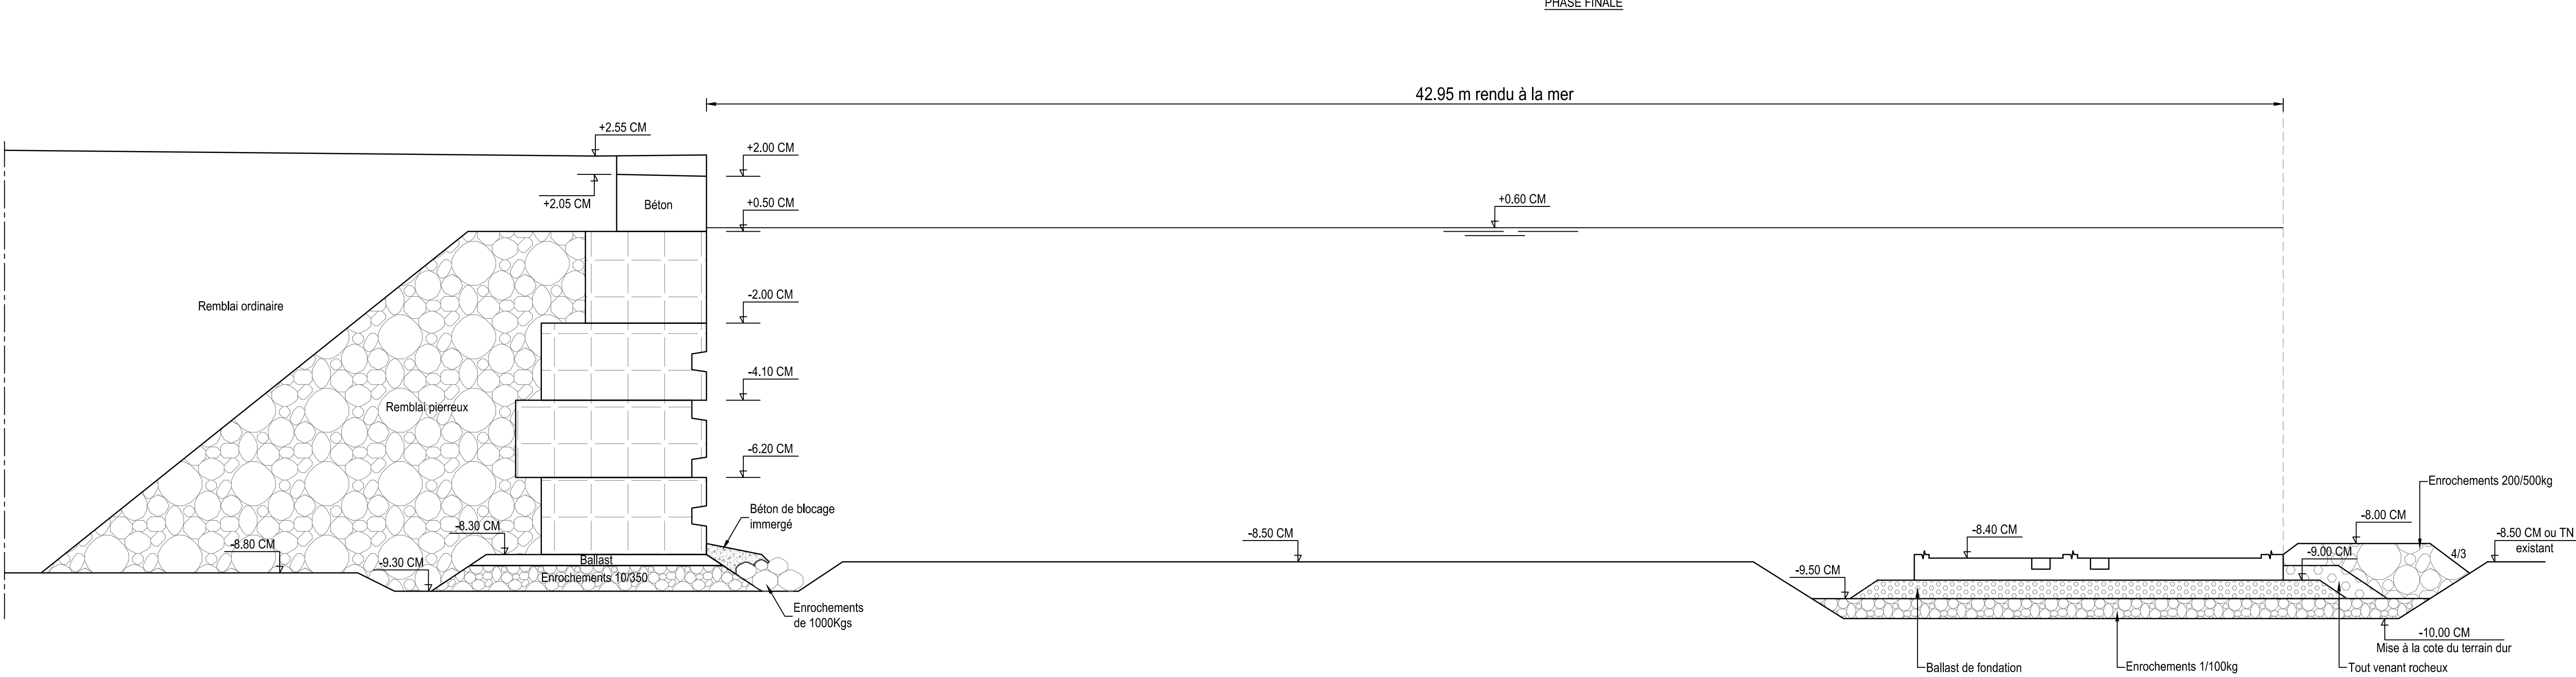 PHASE FINALE
42.95 m rendu à la mer
+2.55 CM
+2.00 CM
+2.05 CM
Béton
+0.50 CM
+0.60 CM
Remblai ordinaire
-2.00 CM
-4.10 CM
Remblai pierreux
-6.20 CM
Enrochements 200/500kg
Béton de blocage
immergé
-8.30 CM
-8.80 CM
-8.50 CM
-8.40 CM
-8.00 CM
-8.50 CM ou TN
existant
4/3
-9.00 CM
Ballast
-9.30 CM
Enrochements 10/350
-9.50 CM
Enrochements
de 1000Kgs
-10.00 CM
Mise à la cote du terrain dur
Ballast de fondation
Enrochements 1/100kg
Tout venant rocheux